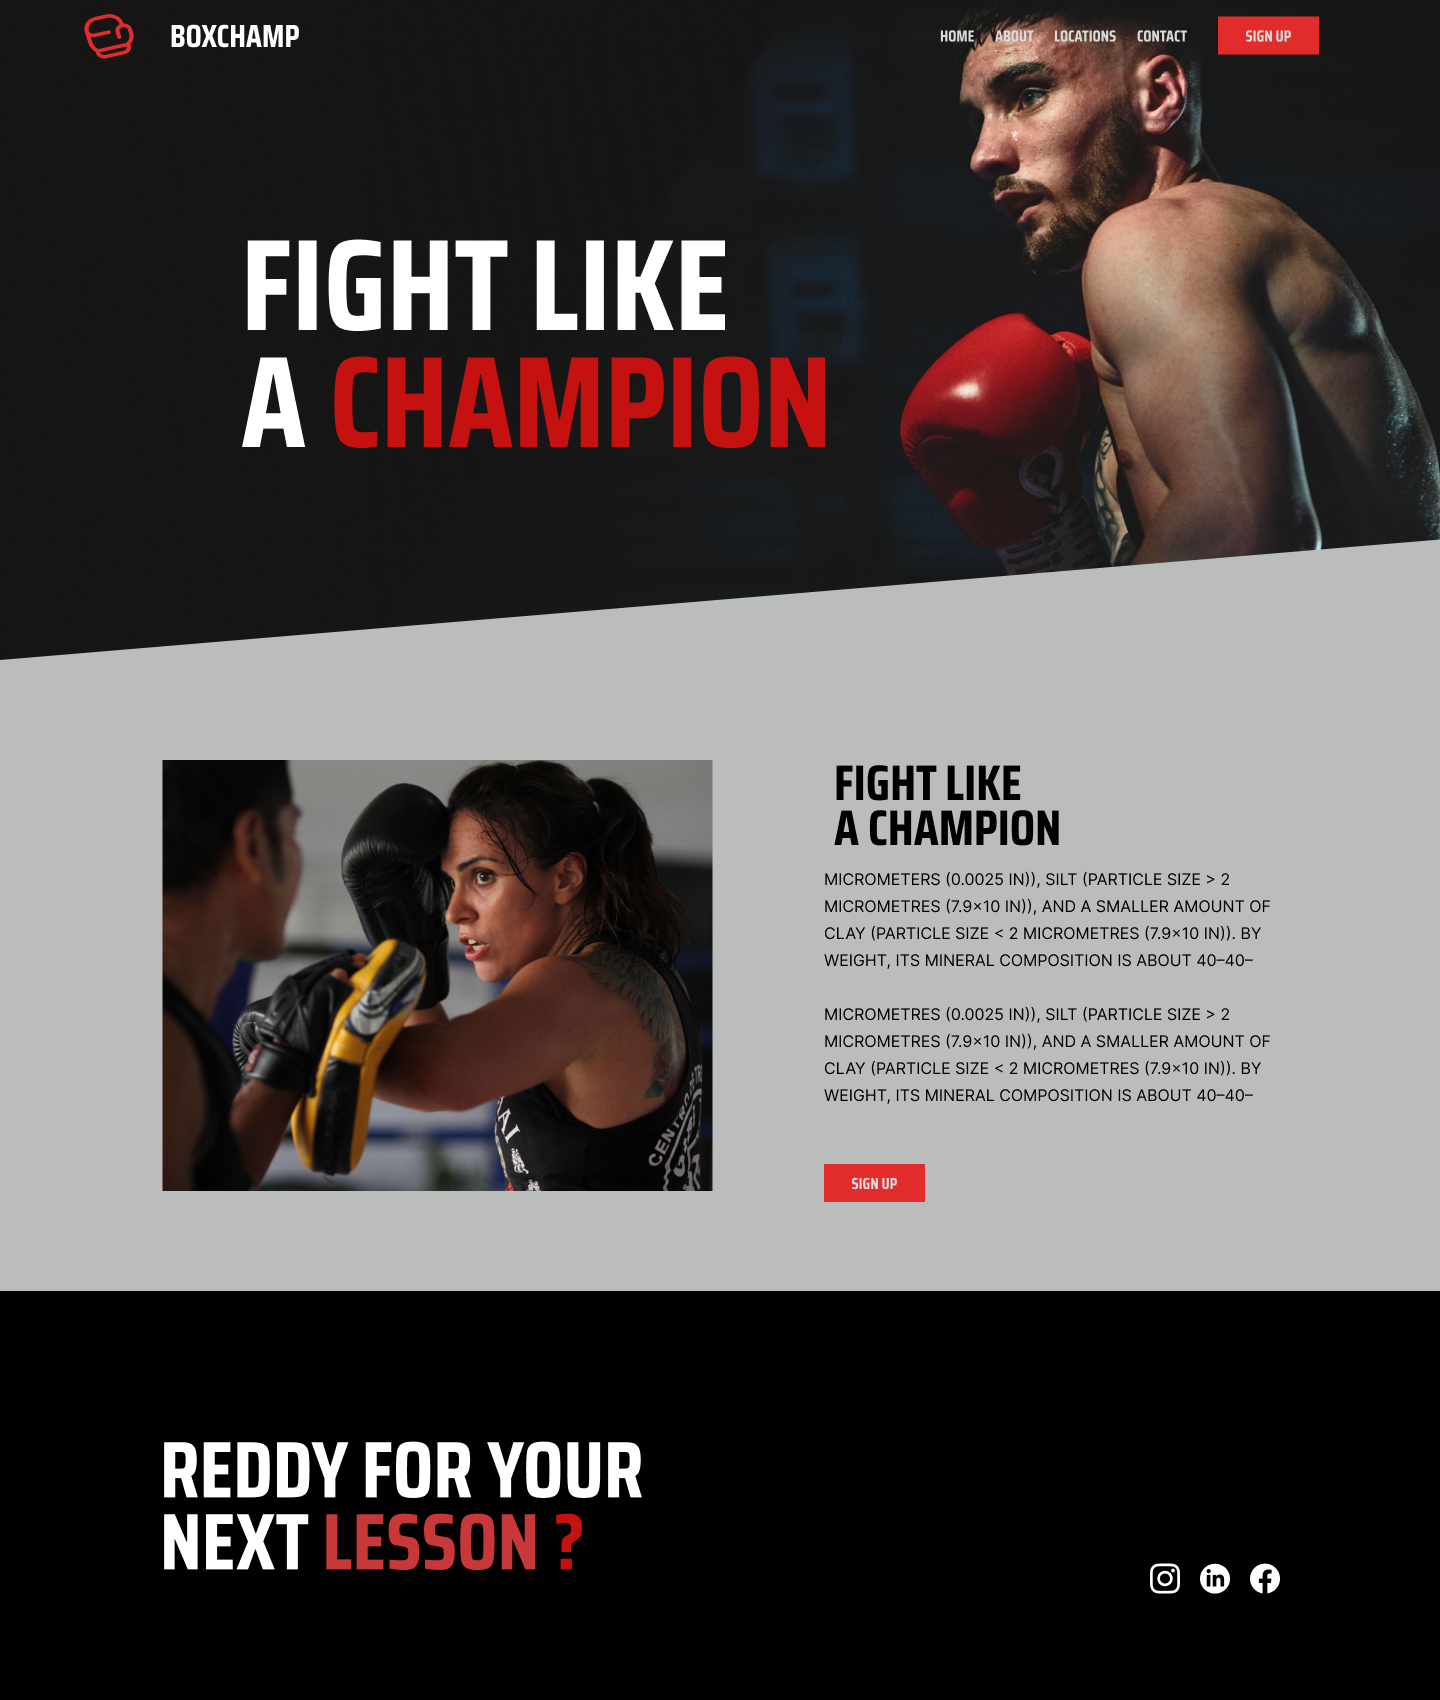 BOXCHAMP
HOME ABOUT LOCATIONS CONTACT SIGN UP
FIGHT LIKE
A CHAMPION
FIGHT LIKE
A CHAMPION
MICROMETERS (0.0025 IN)), SILT (PARTICLE SIZE > 2
MICROMETRES (7.9×10 IN)), AND A SMALLER AMOUNT OF
CLAY (PARTICLE SIZE < 2 MICROMETRES (7.9×10 IN)). BY
WEIGHT, ITS MINERAL COMPOSITION IS ABOUT 40–40–
MICROMETRES (0.0025 IN)), SILT (PARTICLE SIZE > 2
MICROMETRES (7.9×10 IN)), AND A SMALLER AMOUNT OF
CLAY (PARTICLE SIZE < 2 MICROMETRES (7.9×10 IN)). BY
WEIGHT, ITS MINERAL COMPOSITION IS ABOUT 40–40–
SIGN UP
REDDY FOR YOUR
NEXT LESSON ?